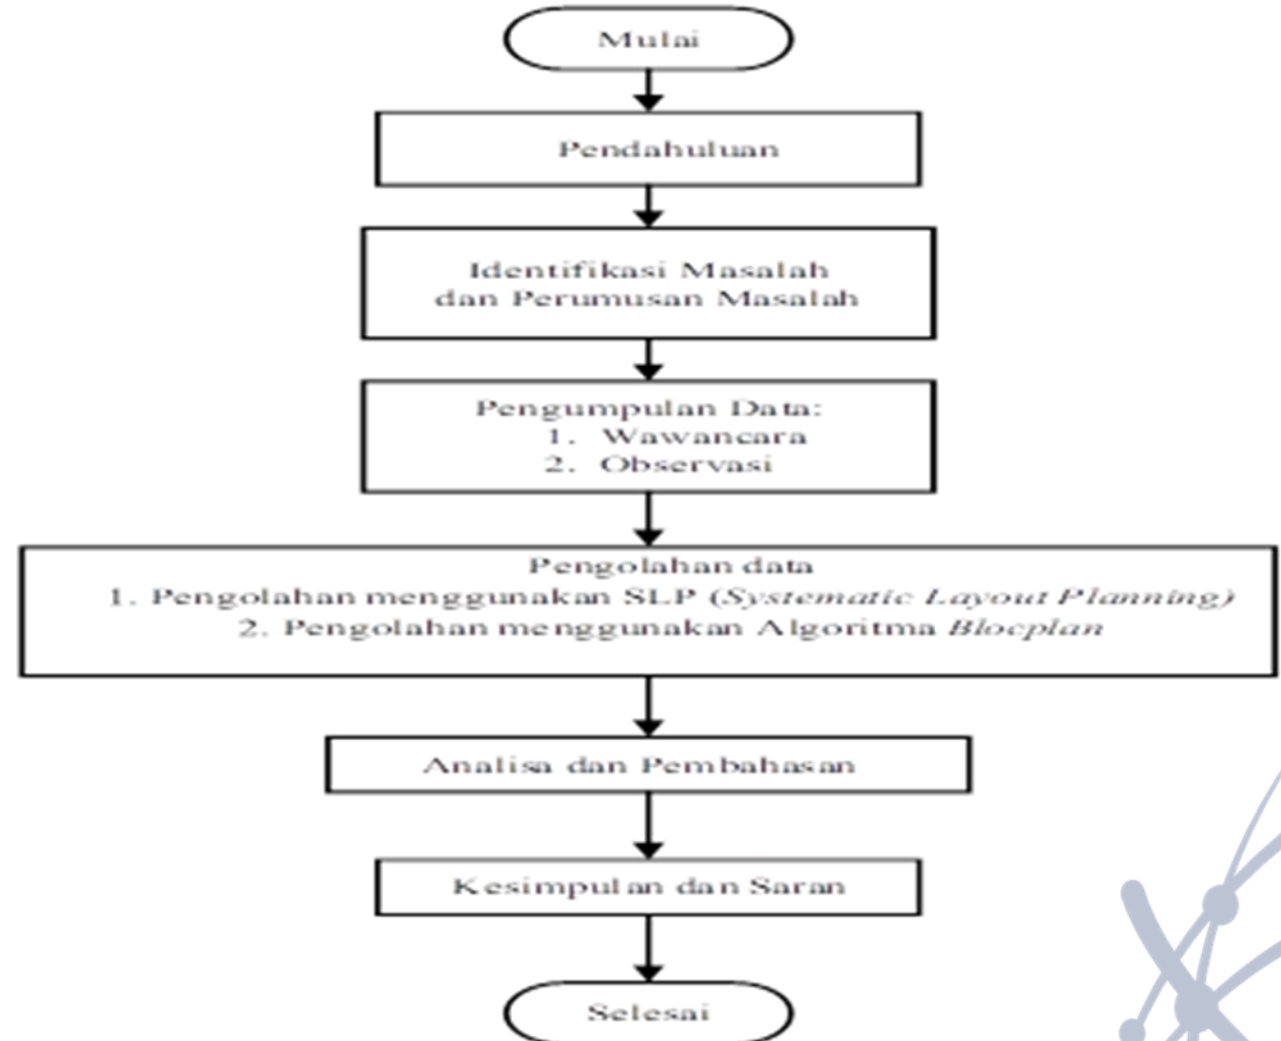 Mulai
Pendahuluan
Identifikasi Masalah
dan Perumusan Masalah
Pengumpulan Data:
1. Wawancara
2. Observasi
Pengolahan data
1. Pengolahan menggunakan SLP (Systematic Layout Planning)
2. Pengolahan menggunakan Algoritma Blocplan
Analisa dan Pembahasan
Kesimpulan dan Saran
Selesai